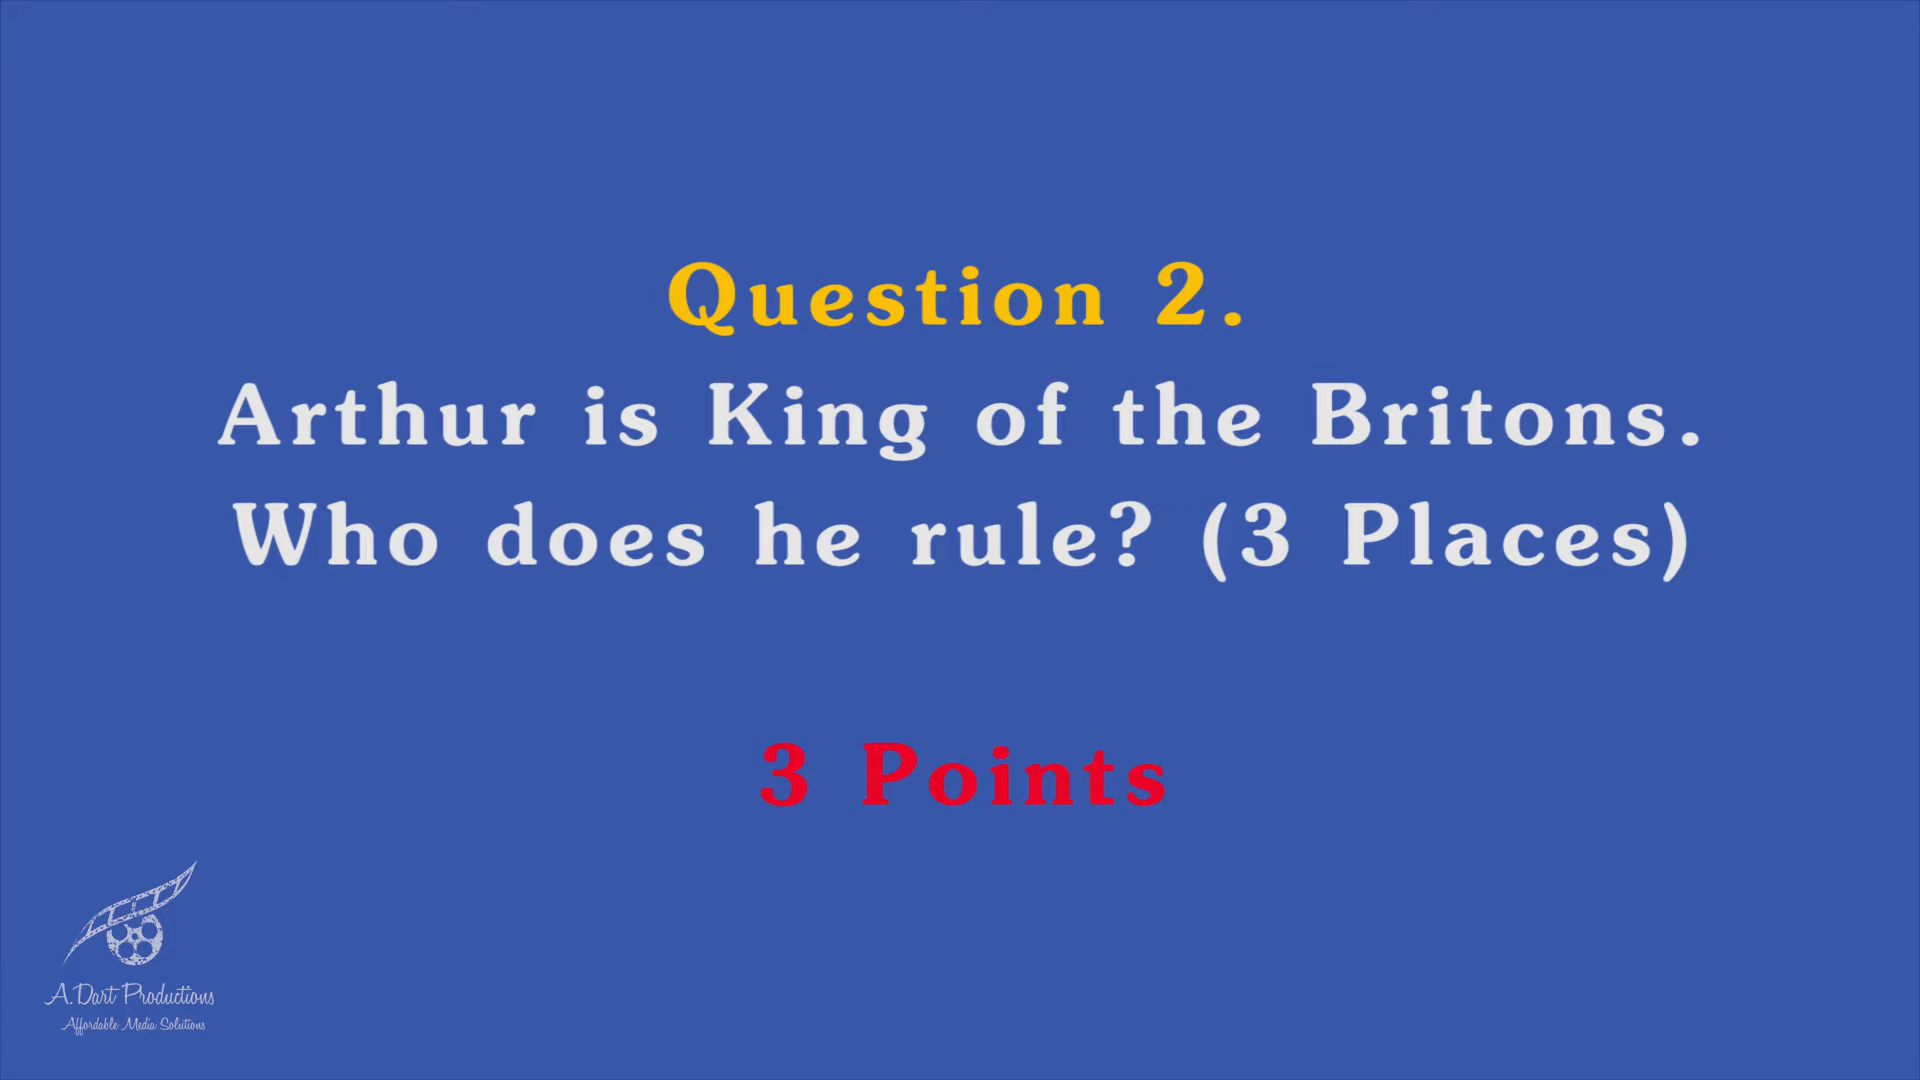 Question 2.
Arthur is King of the Britons.
Who does he rule? (3 Places)
3 Points
A.Dart Productions
Affordable Media Solutions